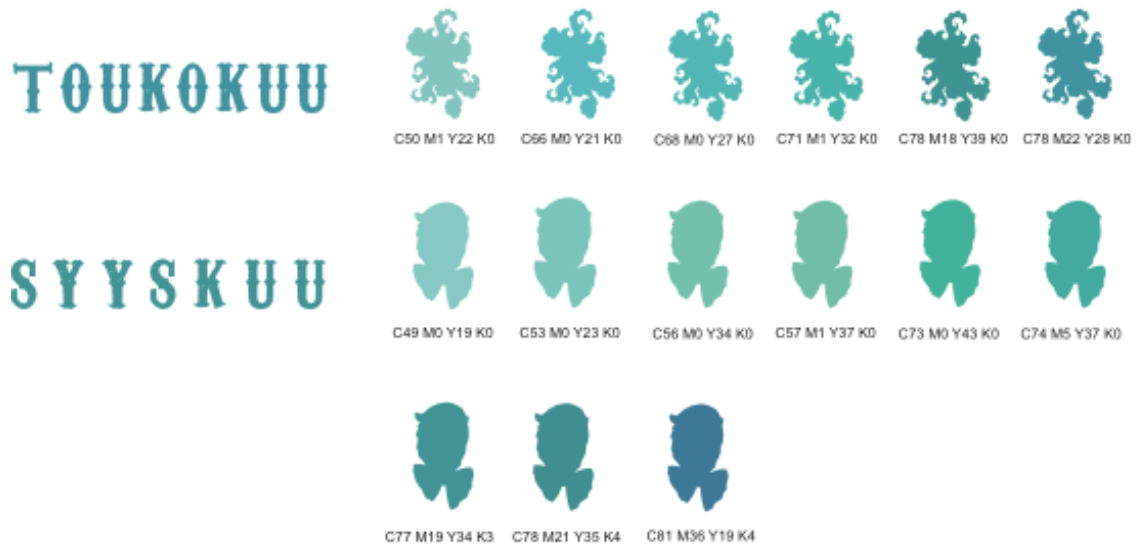 TOUKOKUU
C50 M1 Y22 K0 C66 M0 Y21 K0 C68 M0 Y27 K0 C71 M1 Y32 K0 C78 M18 Y39 K0 C78 M22 Y28 K0
SYYSKUU
C49 M0 Y19 K0 C53 M0 Y23 K0 C56 M0 Y34 K0 C57 M1 Y37 K0 C73 M0 Y43 K0 C74 M5 Y37 K0
C77 M19 Y34 K3 C78 M21 Y35 K4 C81 M36 Y19 K4